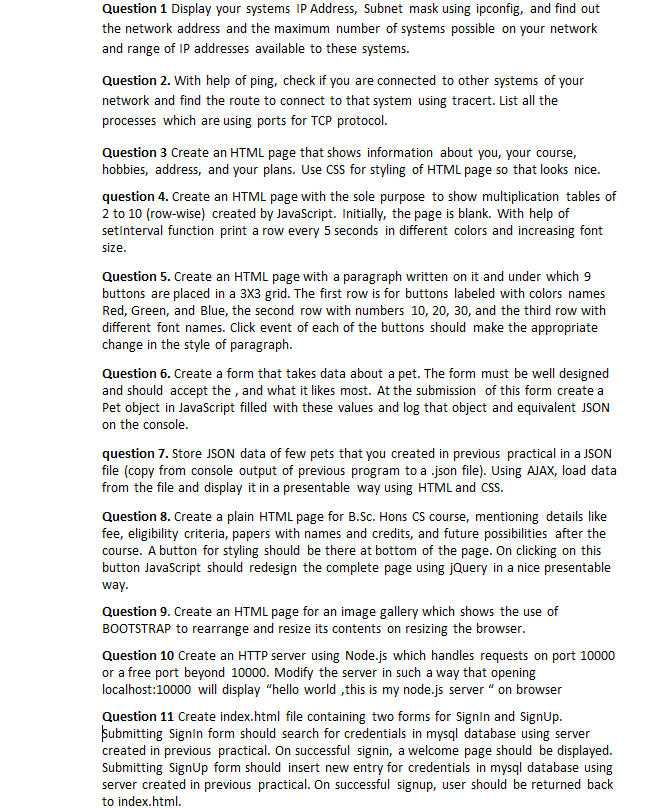 Question 1 Display your systems IP Address, Subnet mask using ipconfig, and find out
the network address and the maximum number of systems possible on your network
and range of IP addresses available to these systems.
Question 2. With help of ping, check if you are connected to other systems of your
network and find the route to connect to that system using tracert. List all the
processes which are using ports for TCP protocol.
Question 3 Create an HTML page that shows information about you, your course,
hobbies, address, and your plans. Use CSS for styling of HTML page so that looks nice.
question 4. Create an HTML page with the sole purpose to show multiplication tables of
2 to 10 (row-wise) created by JavaScript. Initially, the page is blank. With help of
setInterval function print a row every 5 seconds in different colors and increasing font
size.
Question 5. Create an HTML page with a paragraph written on it and under which 9
buttons are placed in a 3X3 grid. The first row is for buttons labeled with colors names
Red, Green, and Blue, the second row with numbers 10, 20, 30, and the third row with
different font names. Click event of each of the buttons should make the appropriate
change in the style of paragraph.
Question 6. Create a form that takes data about a pet. The form must be well designed
and should accept the , and what it likes most. At the submission of this form create a
Pet object in JavaScript filled with these values and log that object and equivalent JSON
on the console.
question 7. Store JSON data of few pets that you created in previous practical in a JSON
file (copy from console output of previous program to a .json file). Using AJAX, load data
from the file and display it in a presentable way using HTML and CSS.
Question 8. Create a plain HTML page for B.Sc. Hons CS course, mentioning details like
fee, eligibility criteria, papers with names and credits, and future possibilities after the
course. A button for styling should be there at bottom of the page. On clicking on this
button JavaScript should redesign the complete page using jQuery in a nice presentable
way.
Question 9. Create an HTML page for an image gallery which shows the use of
BOOTSTRAP to rearrange and resize its contents on resizing the browser.
Question 10 Create an HTTP server using Node.js which handles requests on port 10000
or a free port beyond 10000. Modify the server in such a way that opening
localhost:10000 will display “hello world ,this is my node.js server “ on browser
Question 11 Create index.html file containing two forms for SignIn and SignUp.
Submitting SignIn form should search for credentials in mysql database using server
created in previous practical. On successful signin, a welcome page should be displayed.
Submitting SignUp form should insert new entry for credentials in mysql database using
server created in previous practical. On successful signup, user should be returned back
to index.html.